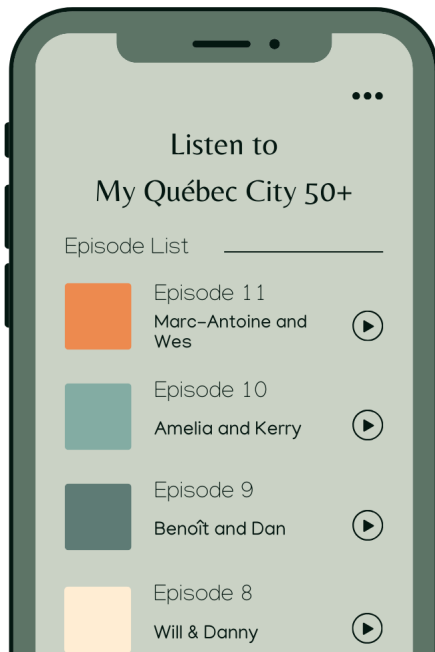 Listen to
My Québec City 50+
Episode List
Episode 11
Marc-Antoine and
Wes
Episode 10
Amelia and Kerry
Episode 9
Benoît and Dan
Episode 8
Will & Danny